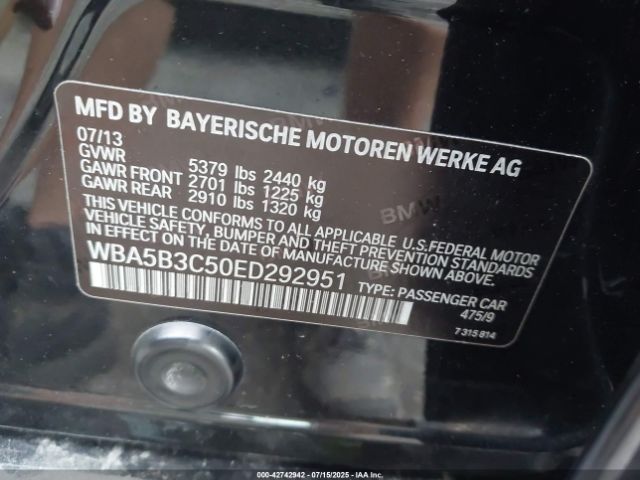 MFD BY BAYERISCHE MOTOREN WERKE AG
07/13
GVWR 5379 lbs 2440 kg
GAWR FRONT 2701 lbs 1225 kg
GAWR REAR 2910 lbs 1320 kg
THIS VEHICLE CONFORMS TO ALL APPLICABLE U.S.FEDERAL MOTOR
VEHICLE SAFETY, BUMPER AND THEFT PREVENTION STANDARDS
IN EFFECT ON THE DATE OF MANUFACTURE SHOWN ABOVE:
WBA5B3C50ED292951
TYPE: PASSENGER CAR
475/9
7 315 814
000-42742942 - 07/15/2025 - IAA Inc.